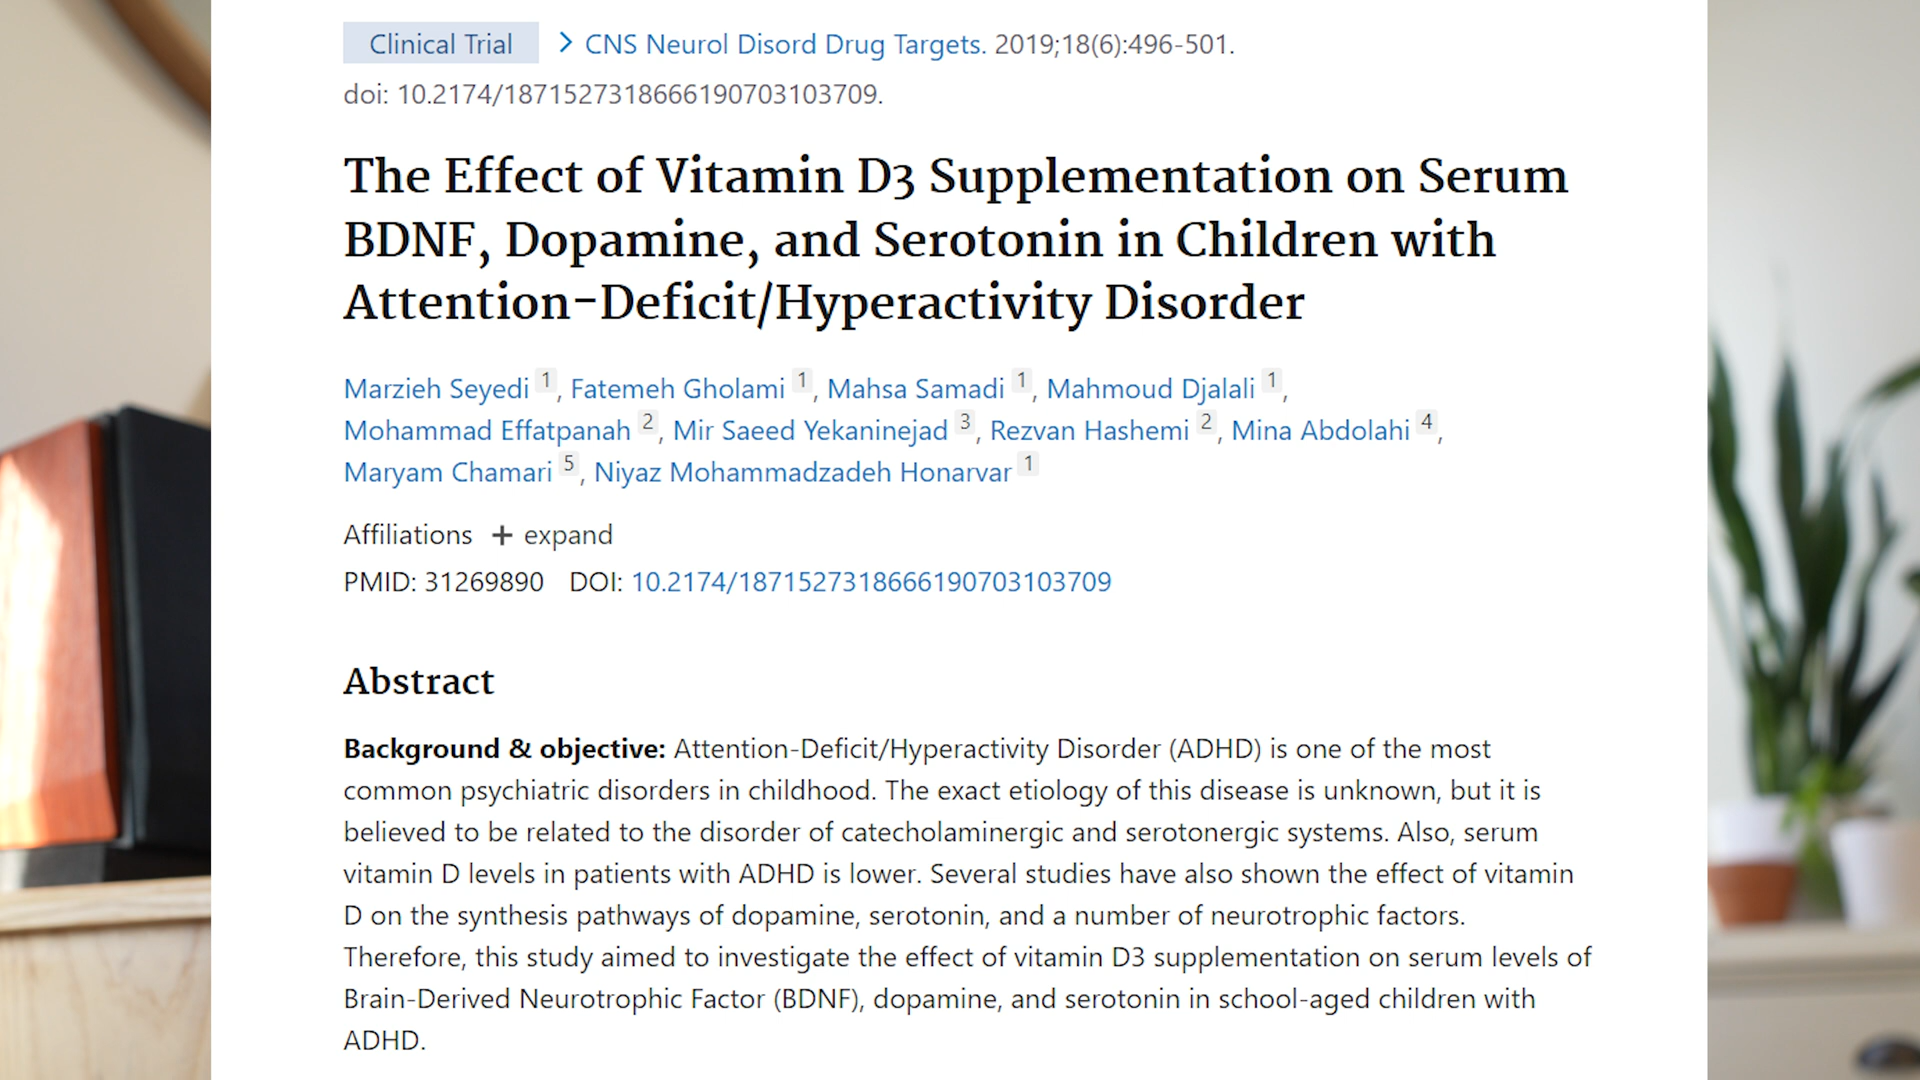 Clinical Trial > CNS Neurol Disord Drug Targets. 2019;18(6):496-501.
doi: 10.2174/1871527318666190703103709.
The Effect of Vitamin D3 Supplementation on Serum
BDNF, Dopamine, and Serotonin in Children with
Attention-Deficit/Hyperactivity Disorder
Marzieh Seyedi 1, Fatemeh Gholami 1, Mahsa Samadi 1, Mahmoud Djalali 1,
Mohammad Effatpanah 2, Mir Saeed Yekaninejad 3, Rezvan Hashemi 2, Mina Abdolahi 4,
Maryam Chamari 5, Niyaz Mohammadzadeh Honarvar 1
Affiliations + expand
PMID: 31269890 DOI: 10.2174/1871527318666190703103709
Abstract
Background & objective: Attention-Deficit/Hyperactivity Disorder (ADHD) is one of the most
common psychiatric disorders in childhood. The exact etiology of this disease is unknown, but it is
believed to be related to the disorder of catecholaminergic and serotonergic systems. Also, serum
vitamin D levels in patients with ADHD is lower. Several studies have also shown the effect of vitamin
D on the synthesis pathways of dopamine, serotonin, and a number of neurotrophic factors.
Therefore, this study aimed to investigate the effect of vitamin D3 supplementation on serum levels of
Brain-Derived Neurotrophic Factor (BDNF), dopamine, and serotonin in school-aged children with
ADHD.